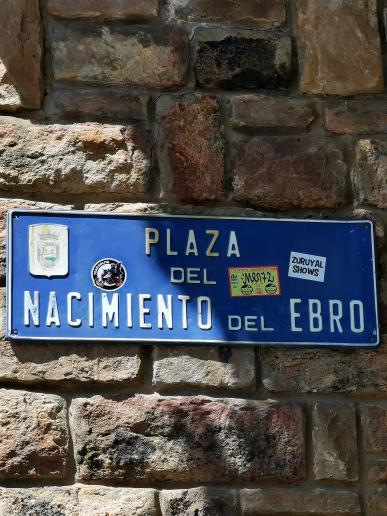 PLAZA
DEL
NACIMIENTO DEL EBRO
ZURUYAL
SHOWS